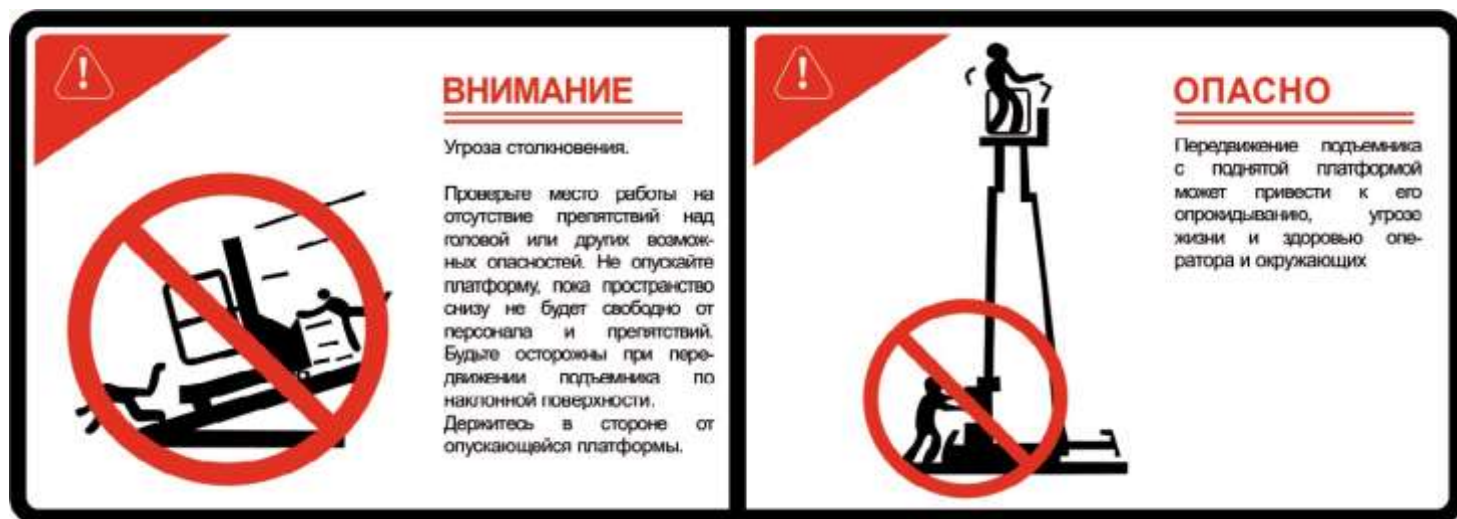 ВНИМАНИЕ
Угроза столкновения.
Проверьте место работы на
отсутствие препятствий над
головой или других возмож-
ных опасностей. Не опускайте
платформу, пока пространство
снизу не будет свободно от
персонала и препятствий.
Будьте осторожны при пере-
движении подъемника по
наклонной поверхности.
Держитесь в стороне от
опускающейся платформы.
ОПАСНО
Передвижение подъемника
с поднятой платформой
может привести к его
опрокидыванию, угрозе
жизни и здоровью опе-
ратора и окружающих